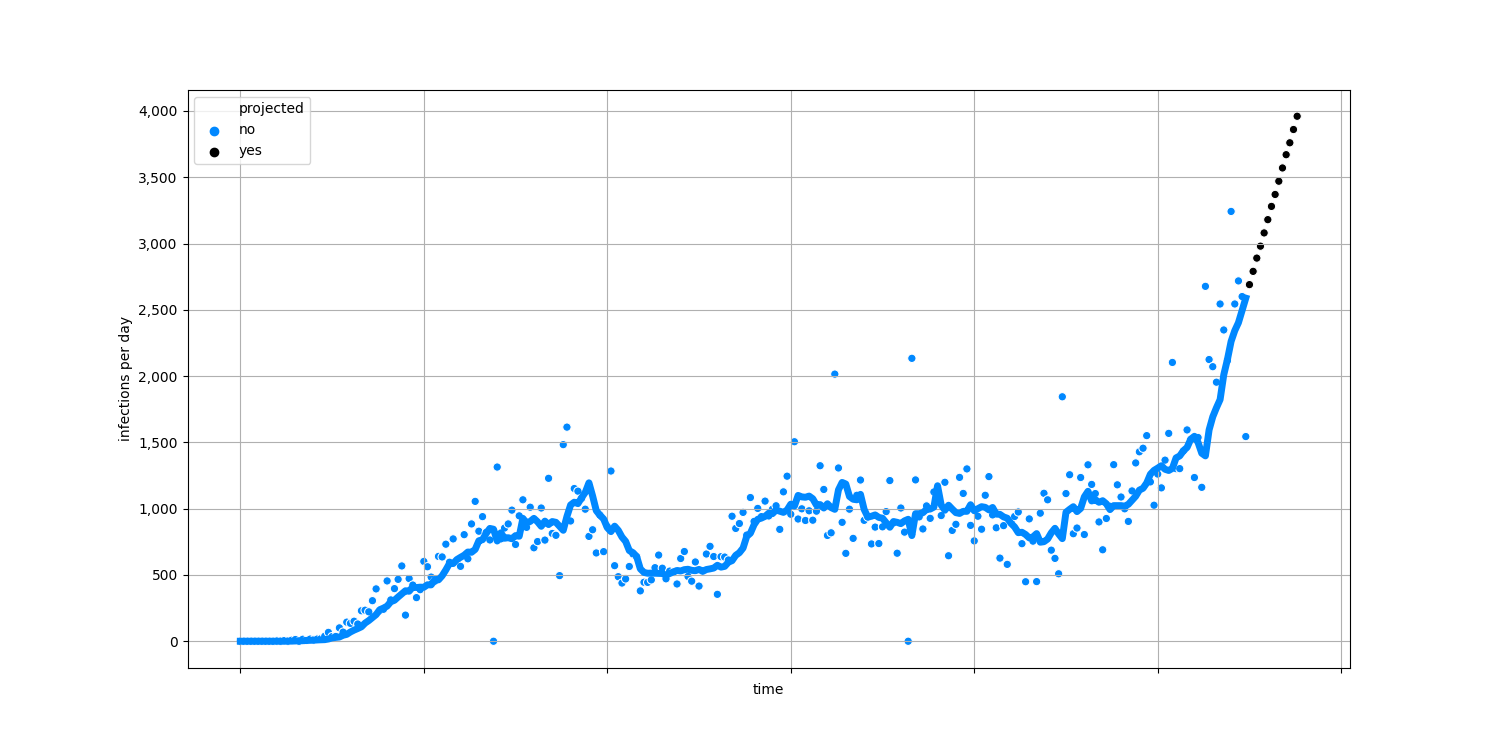 4,000
3,500
3,000
2,500
2,000
1,500
1,000
500
0
infections per day
time
projected
no
yes